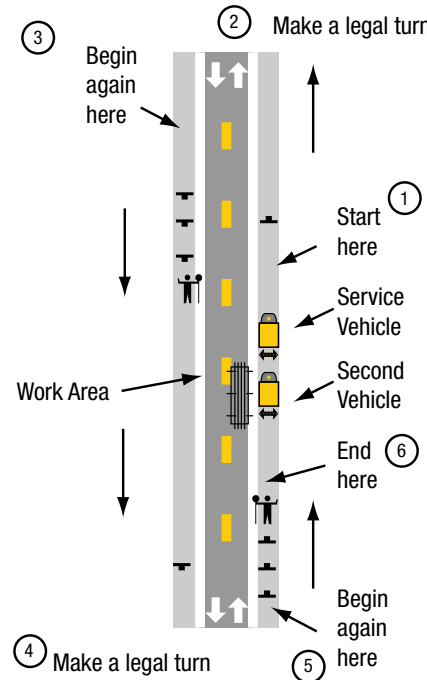 2 Make a legal turn
3
Begin
again
here
1
Start
here
Service
Vehicle
Work Area
Second
Vehicle
End 6
here
Begin
again
here
4 Make a legal turn
5